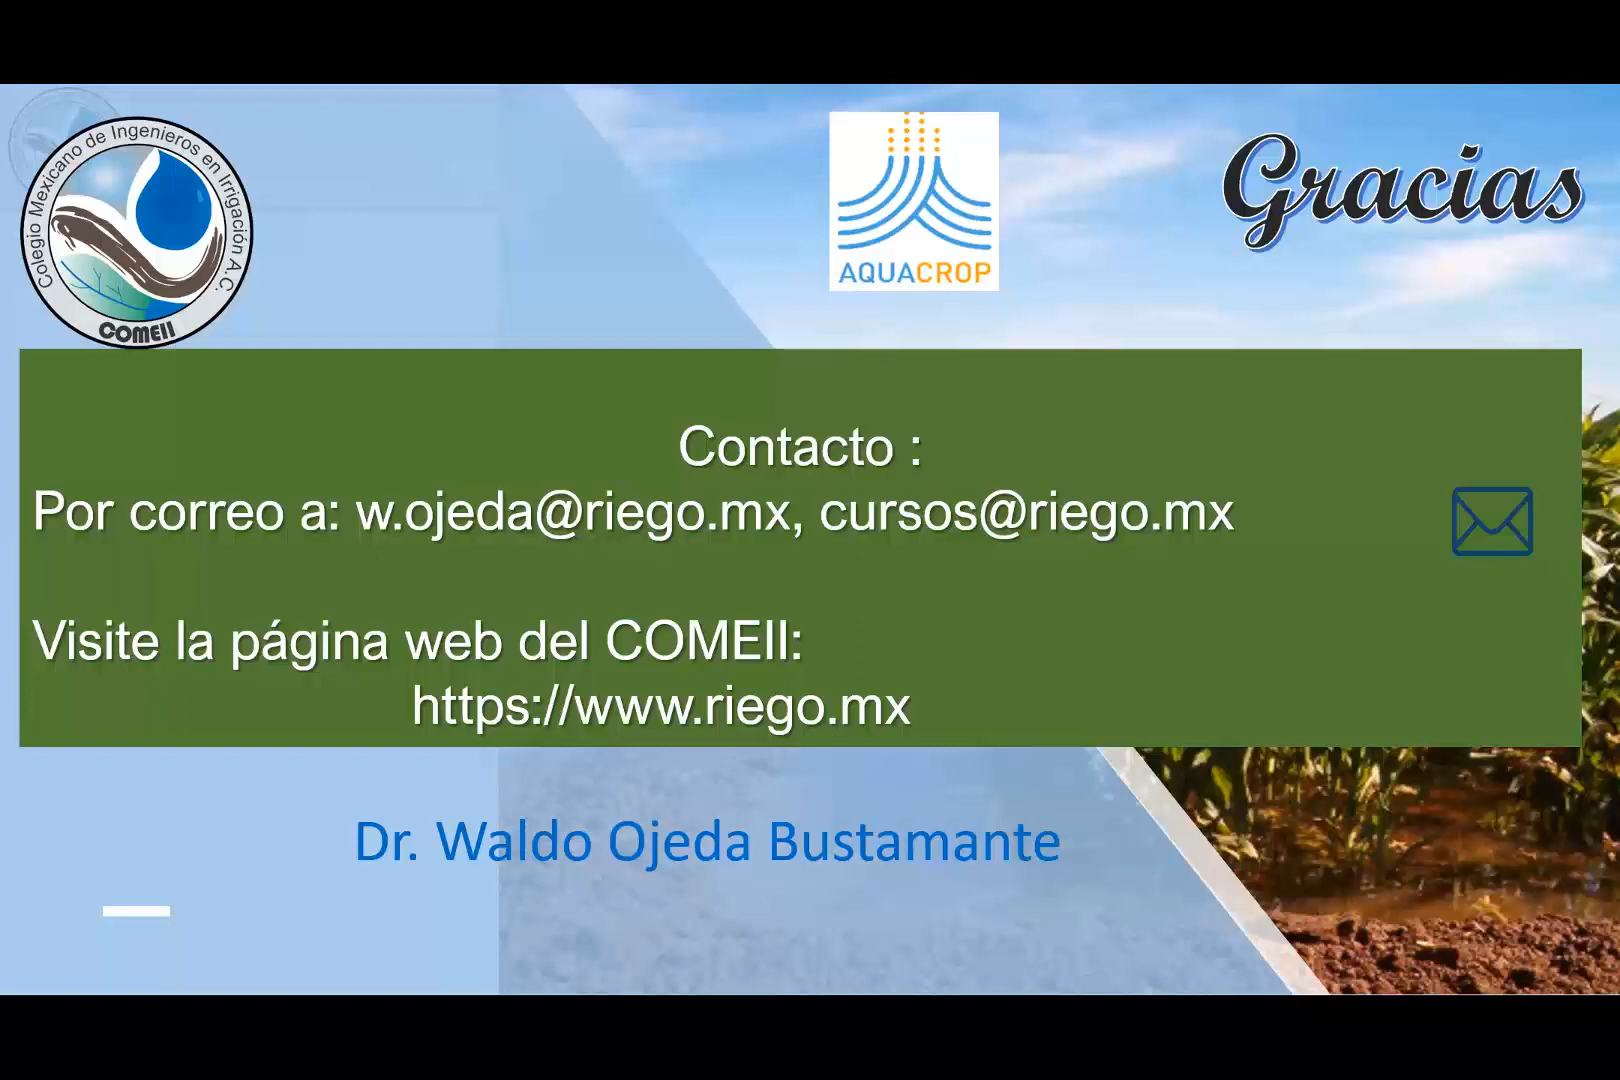 Colegio Mexicano de Ingenieros en Irrigación A.C.
COMEII
AQUACROP
Gracias
Contacto :
Por correo a: w.ojeda@riego.mx, cursos@riego.mx
Visite la página web del COMEII:
https://www.riego.mx
Dr. Waldo Ojeda Bustamante